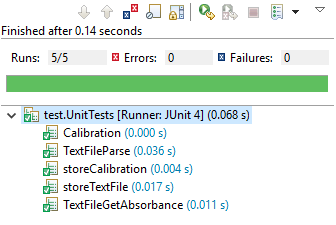 Finished after 0.14 seconds
Runs: 5/5 Errors: 0 Failures: 0
test.UnitTests [Runner: JUnit 4] (0.068 s)
Calibration (0.000 s)
TextFileParse (0.036 s)
storeCalibration (0.004 s)
storeTextFile (0.017 s)
TextFileGetAbsorbance (0.011 s)